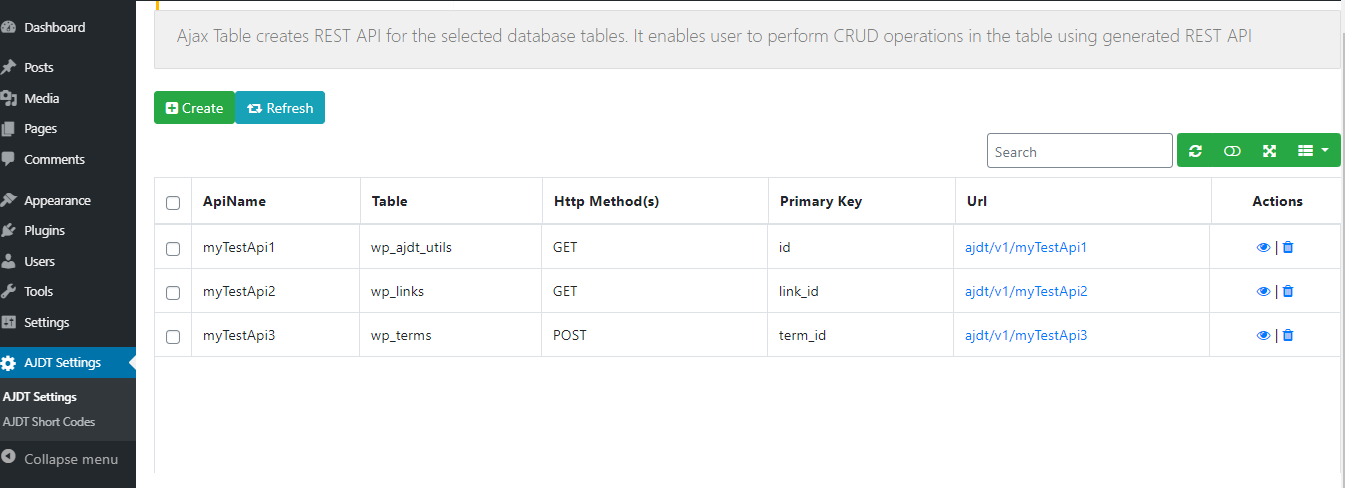 Dashboard
Posts
Media
Pages
Comments
Appearance
Plugins
Users
Tools
Settings
AJDT Settings
AJDT Settings
AJDT Short Codes
Collapse menu
Ajax Table creates REST API for the selected database tables. It enables user to perform CRUD operations in the table using generated REST API
Create Refresh
Search
ApiName Table Http Method(s) Primary Key Url Actions
myTestApi1 wp_ajdt_utils GET id ajdt/v1/myTestApi1 |
myTestApi2 wp_links GET link_id ajdt/v1/myTestApi2 |
myTestApi3 wp_terms POST term_id ajdt/v1/myTestApi3 |